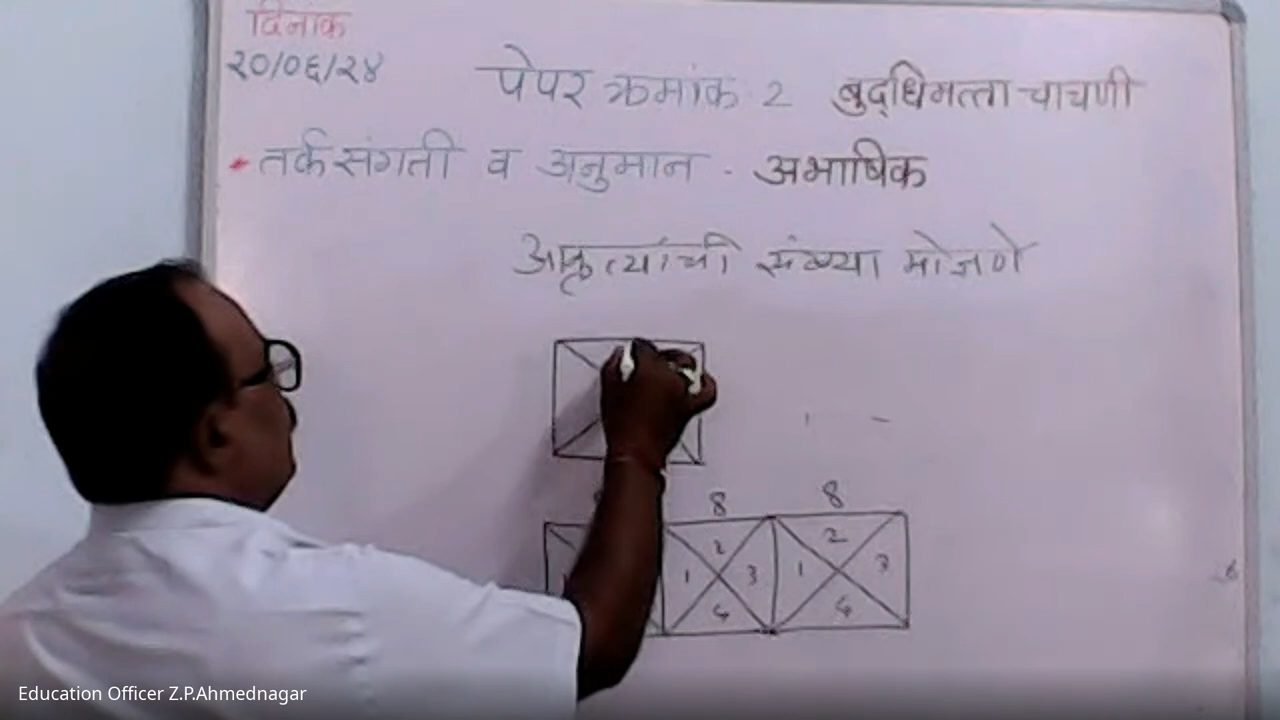 दिनांक
२०/०६/२४
पेपर क्रमांक 2 बुद्धिमत्ता चाचणी
तर्कसंगती व अनुमान - अभाषिक
आकृत्यांची संख्या मोजणे
8 8
2 2
1 3 1 3
4 4
Education Officer Z.P.Ahmednagar